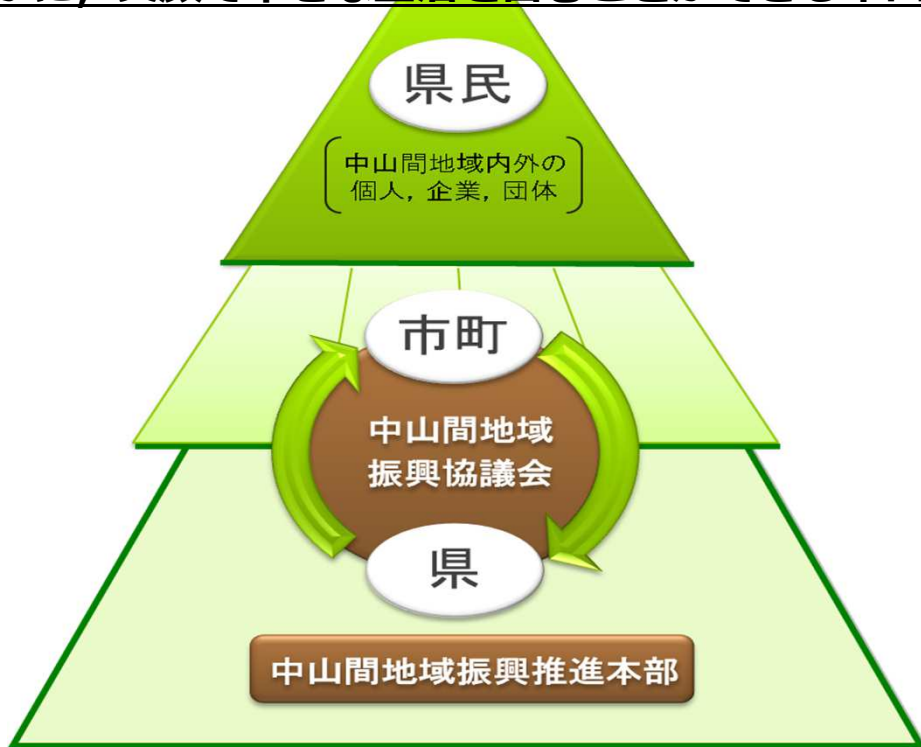 県民
中山間地域内外の
個人，企業，団体
市町
中山間地域
振興協議会
県
中山間地域振興推進本部